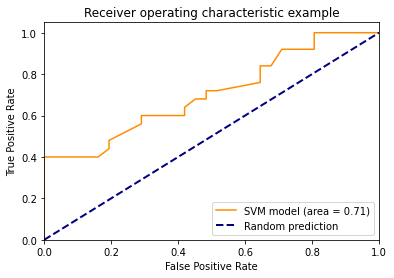 Receiver operating characteristic example
True Positive Rate
1.0
0.8
0.6
0.4
0.2
0.0
SVM model (area = 0.71)
Random prediction
0.0 0.2 0.4 0.6 0.8 1.0
False Positive Rate